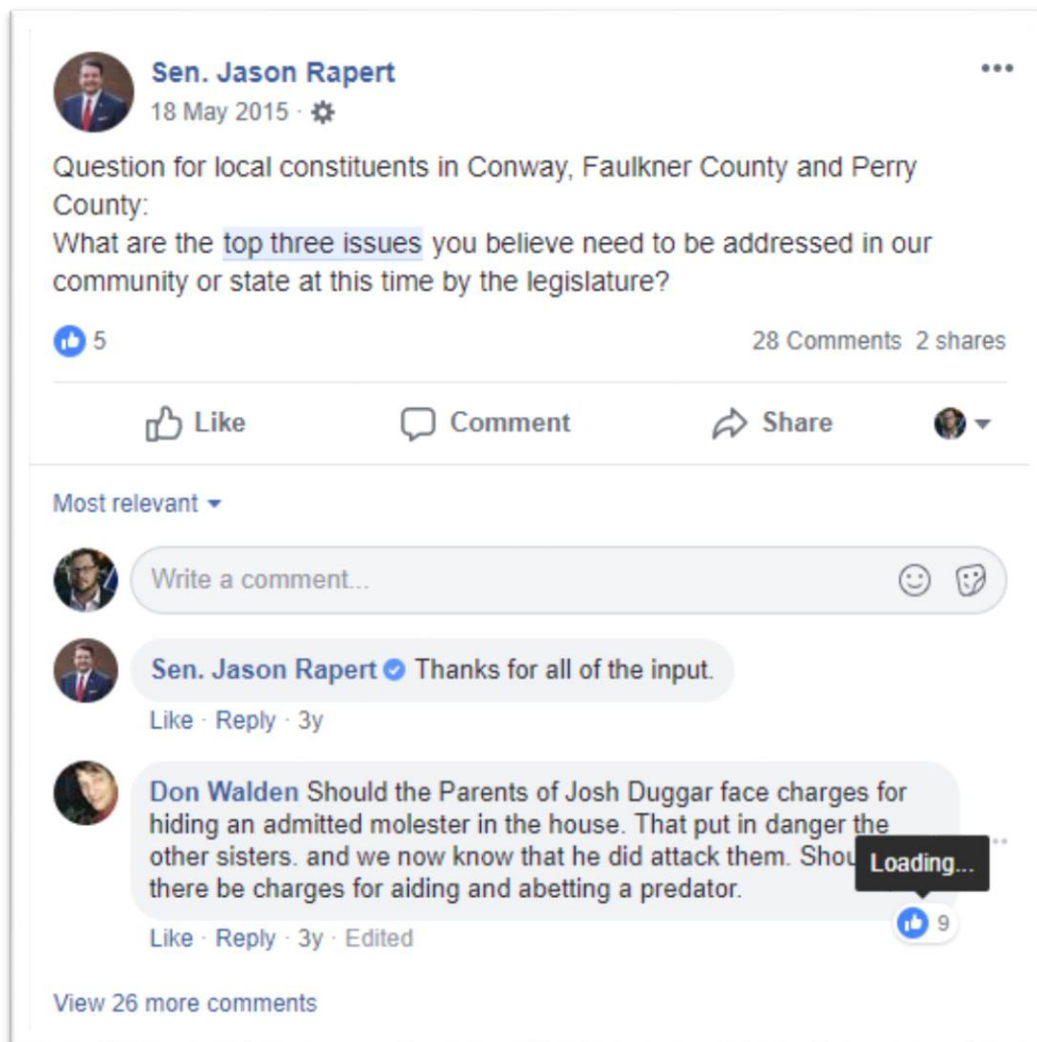 Sen. Jason Rapert
18 May 2015 ·
Question for local constituents in Conway, Faulkner County and Perry
County:
What are the top three issues you believe need to be addressed in our
community or state at this time by the legislature?
5 28 Comments 2 shares
Like Comment Share
Most relevant
Write a comment...
Sen. Jason Rapert Thanks for all of the input.
Like · Reply · 3y
Don Walden Should the Parents of Josh Duggar face charges for
hiding an admitted molester in the house. That put in danger the
other sisters. and we now know that he did attack them. Shou
Loading...
there be charges for aiding and abetting a predator.
9
Like · Reply · 3y · Edited
View 26 more comments